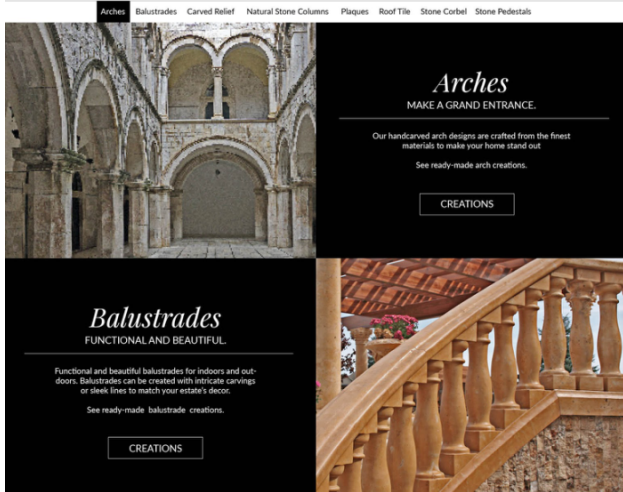 Arches Balustrades Carved Relief Natural Stone Columns Plaques Roof Tile Stone Corbel Stone Pedestals
Arches
MAKE A GRAND ENTRANCE.
Our handcarved arch designs are crafted from the finest
materials to make your home stand out
See ready-made arch creations.
CREATIONS
Balustrades
FUNCTIONAL AND BEAUTIFUL.
Functional and beautiful balustrades for indoors and out-
doors. Balustrades can be created with intricate carvings
or sleek lines to match your estate's decor.
See ready-made balustrade creations.
CREATIONS